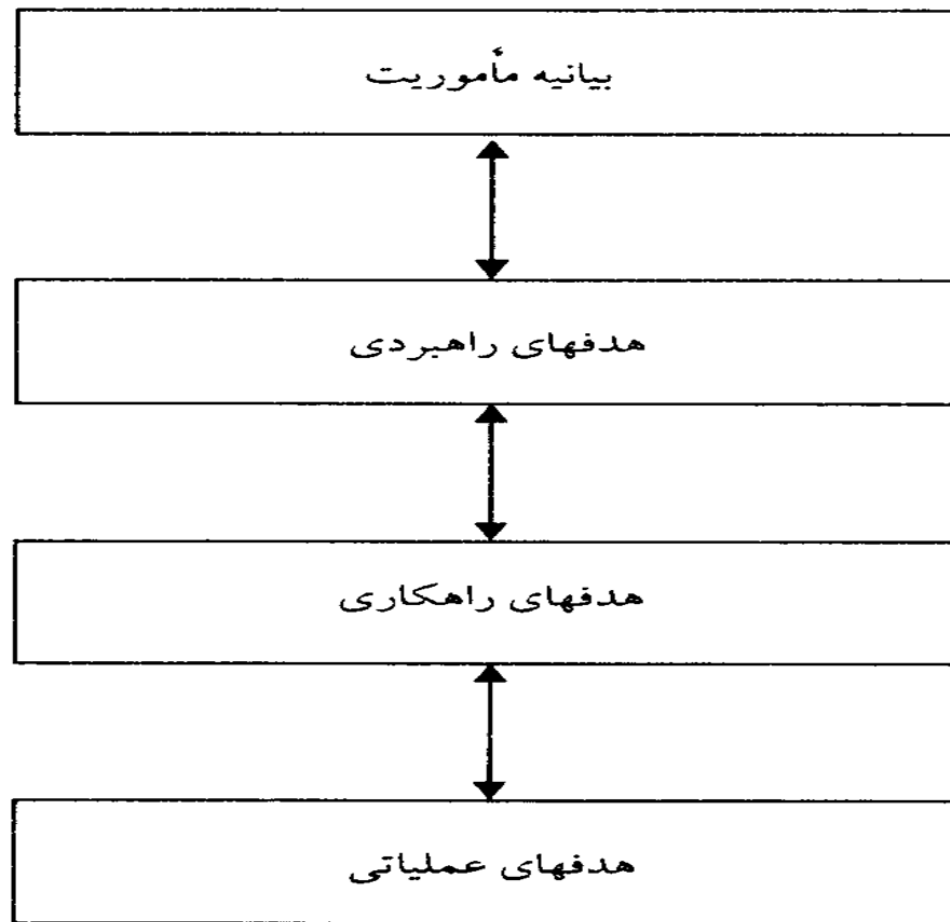 بیانیه مأموریت
هدفهای راهبردی
هدفهای راهکاری
هدفهای عملیاتی